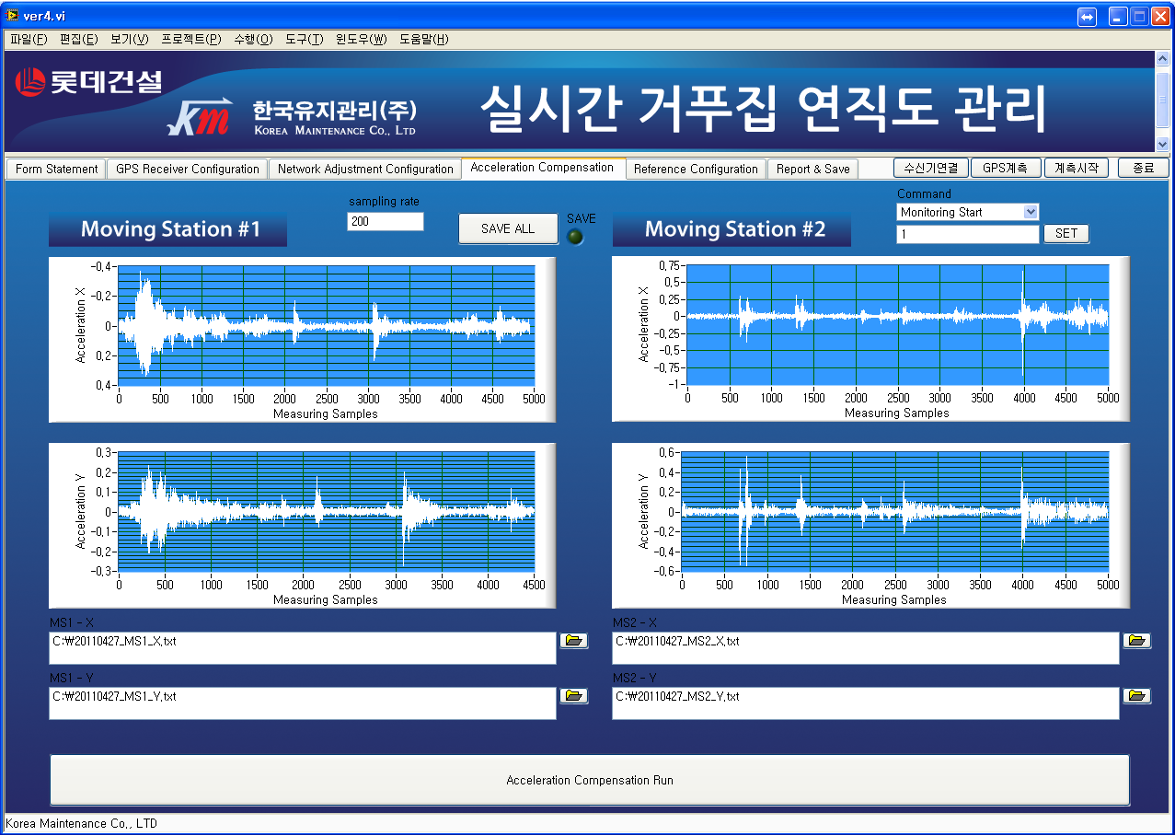 ver4.vi
파일(F) 편집(E) 보기(V) 프로젝트(P) 수행(O) 도구(T) 윈도우(W) 도움말(H)
롯데건설
Km 한국유지관리(주)
KOREA MAINTENANCE CO., LTD
실시간 거푸집 연직도 관리
Form Statement GPS Receiver Configuration Network Adjustment Configuration Acceleration Compensation Reference Configuration Report & Save 수신기연결 GPS계측 계측시작 종료
Moving Station #1
sampling rate
200
SAVE ALL
SAVE
Moving Station #2
Command
Monitoring Start
1 SET
Acceleration X
-0,4
-0,2
0
0,2
0,4
0 500 1000 1500 2000 2500 3000 3500 4000 4500 5000
Measuring Samples
Acceleration X
0,75
0,5
0,25
0
-0,25
-0,5
-0,75
-1
0 500 1000 1500 2000 2500 3000 3500 4000 4500 5000
Measuring Samples
Acceleration Y
0,3
0,2
0,1
0
-0,1
-0,2
-0,3
0 500 1000 1500 2000 2500 3000 3500 4000 4500
Measuring Samples
Acceleration Y
0,6
0,4
0,2
0
-0,2
-0,4
-0,6
0 500 1000 1500 2000 2500 3000 3500 4000 4500 5000
Measuring Samples
MS1 - X
C:₩20110427_MS1_X,txt
MS2 - X
C:₩20110427_MS2_X,txt
MS1 - Y
C:₩20110427_MS1_Y,txt
MS2 - Y
C:₩20110427_MS2_Y,txt
Acceleration Compensation Run
Korea Maintenance Co,, LTD